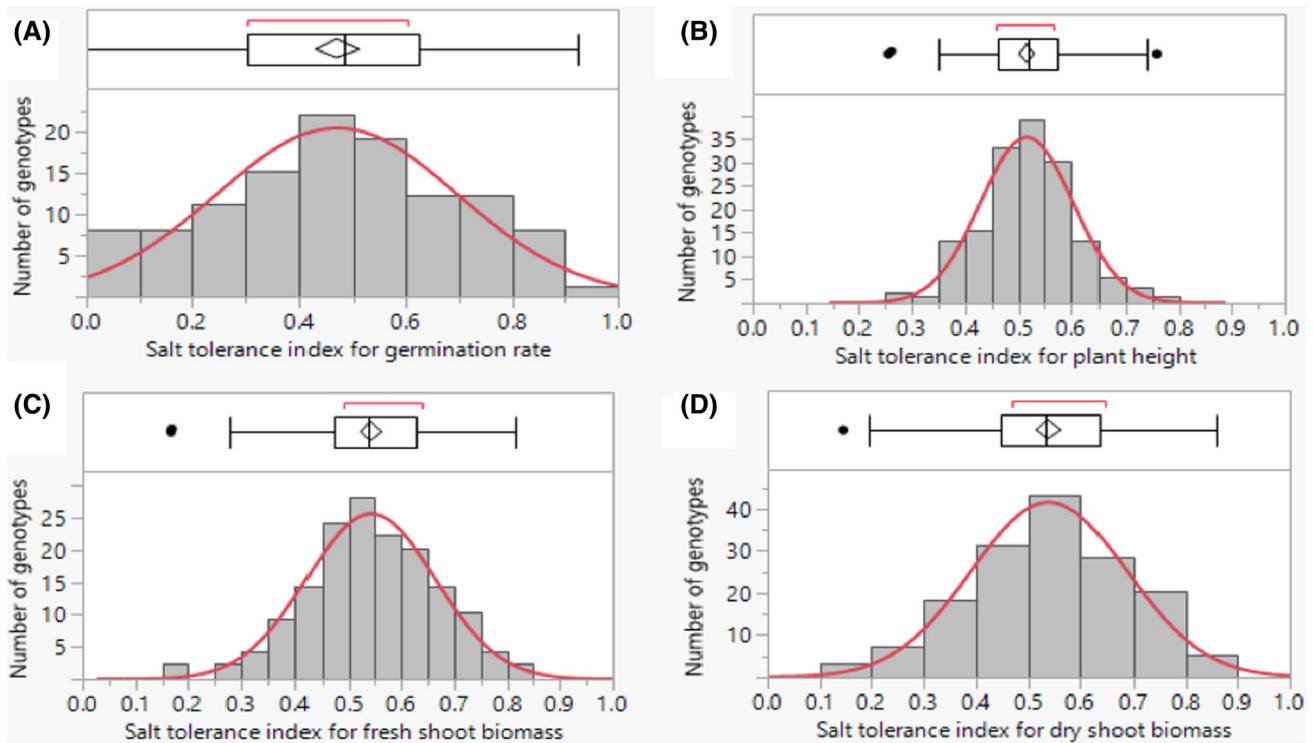 (A)
Number of genotypes
20
15
10
5
0.0 0.2 0.4 0.6 0.8 1.0
Salt tolerance index for germination rate
(B)
Number of genotypes
35
30
25
20
15
10
5
0.0 0.1 0.2 0.3 0.4 0.5 0.6 0.7 0.8 0.9 1.0
Salt tolerance index for plant height
(C)
Number of genotypes
25
20
15
10
5
0.0 0.1 0.2 0.3 0.4 0.5 0.6 0.7 0.8 0.9 1.0
Salt tolerance index for fresh shoot biomass
(D)
Number of genotypes
40
30
20
10
0.0 0.1 0.2 0.3 0.4 0.5 0.6 0.7 0.8 0.9 1.0
Salt tolerance index for dry shoot biomass